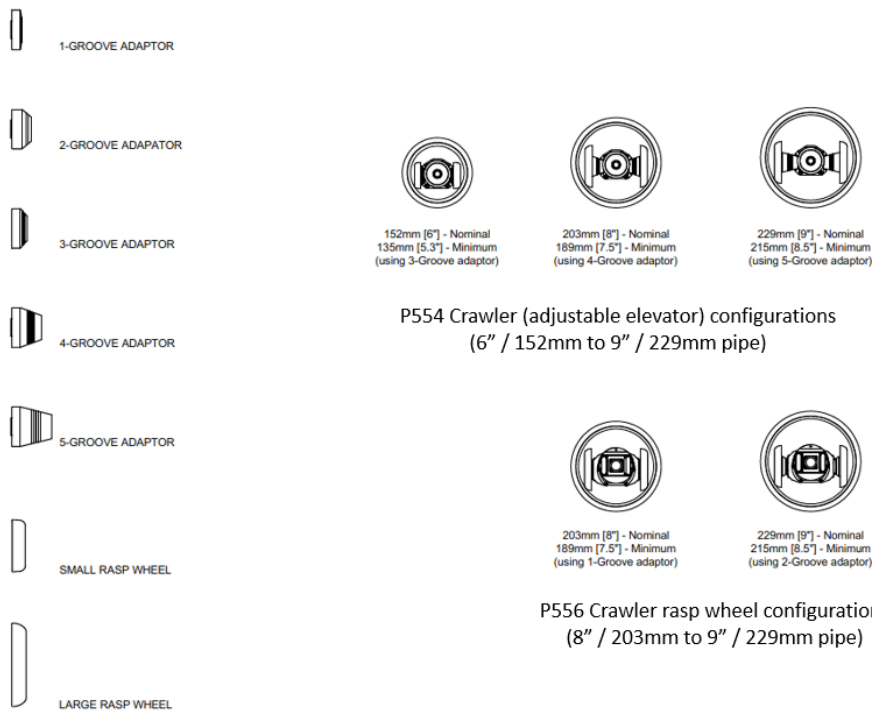 1-GROOVE ADAPTOR
2-GROOVE ADAPATOR
3-GROOVE ADAPTOR
4-GROOVE ADAPTOR
5-GROOVE ADAPTOR
SMALL RASP WHEEL
LARGE RASP WHEEL
152mm [6"] - Nominal
135mm [5.3"] - Minimum
(using 3-Groove adaptor)
203mm [8"] - Nominal
189mm [7.5"] - Minimum
(using 4-Groove adaptor)
229mm [9"] - Nominal
215mm [8.5"] - Minimum
(using 5-Groove adaptor)
P554 Crawler (adjustable elevator) configurations
(6” / 152mm to 9” / 229mm pipe)
203mm [8"] - Nominal
189mm [7.5"] - Minimum
(using 1-Groove adaptor)
229mm [9"] - Nominal
215mm [8.5"] - Minimum
(using 2-Groove adaptor)
P556 Crawler rasp wheel configuration
(8” / 203mm to 9” / 229mm pipe)